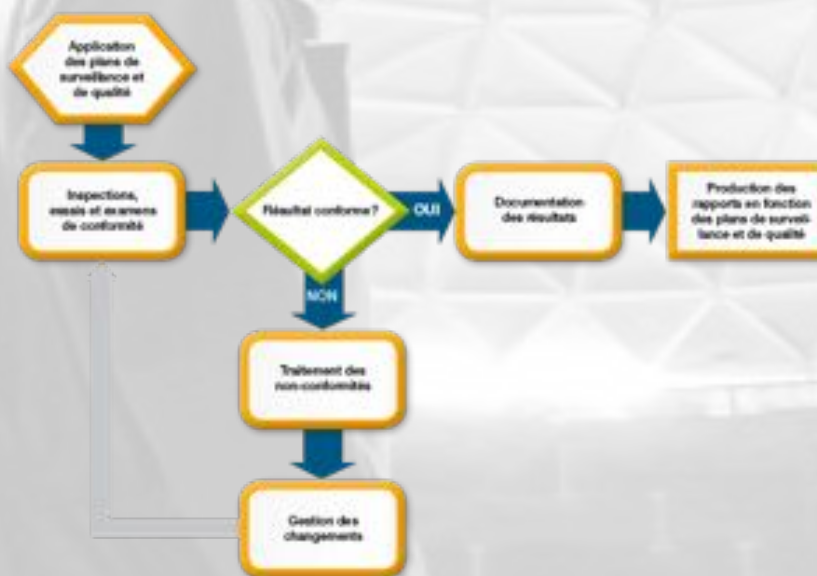 Application
des plans de
surveillance et
de qualité
Inspections,
essais et examens
de conformité
Résultat conforme?
OUI
Documentation
des résultats
Production des
rapports en fonction
des plans de surveil-
lance et de qualité
NON
Traitement des
non-conformités
Gestion des
changements